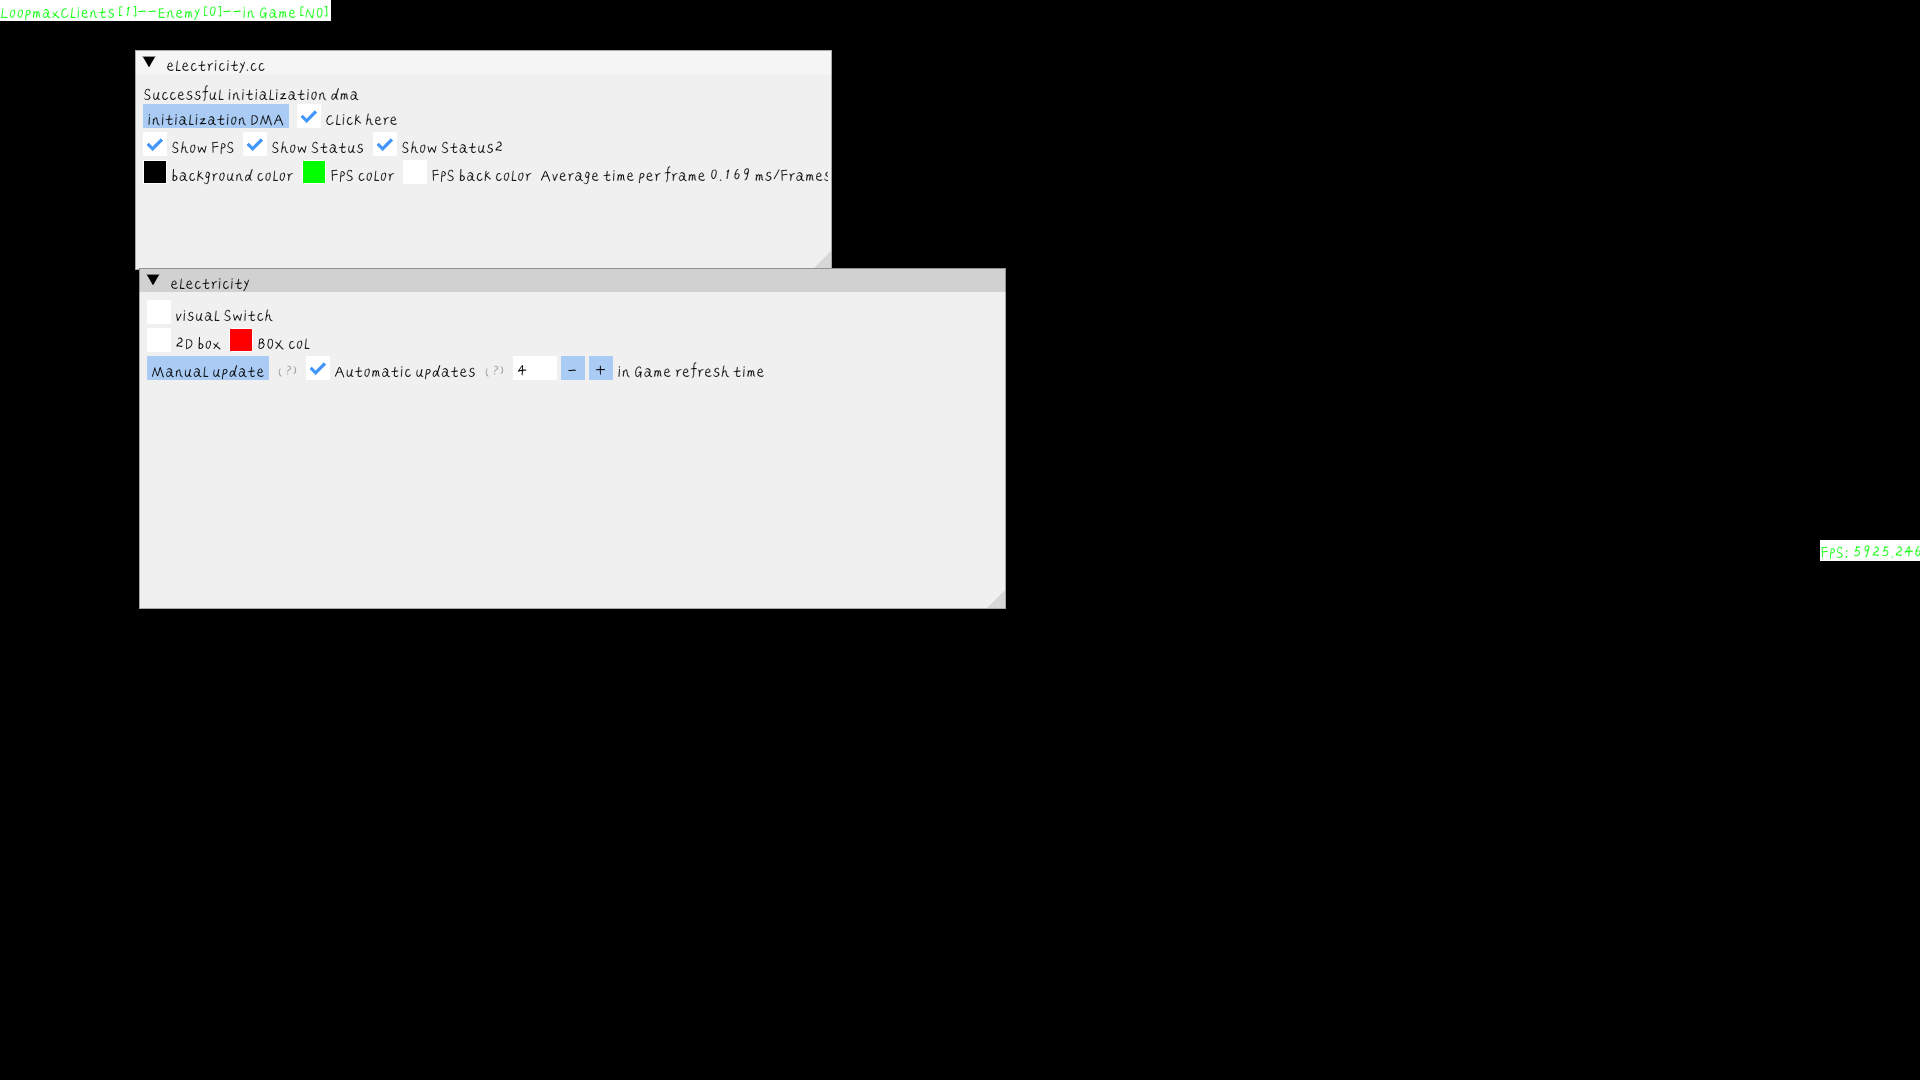 LoopmaxClients[1]--Enemy[0]--in Game[NO]
electricity.cc
Successful initialization dma
initialization DMA Click here
Show FPS Show Status Show Status2
background color FPS color FPS back color Average time per frame 0.169 ms/Frames
electricity
visual Switch
2D box BOX col
Manual update (?) Automatic updates (?) 4 - + in Game refresh time
FPS: 5925.246